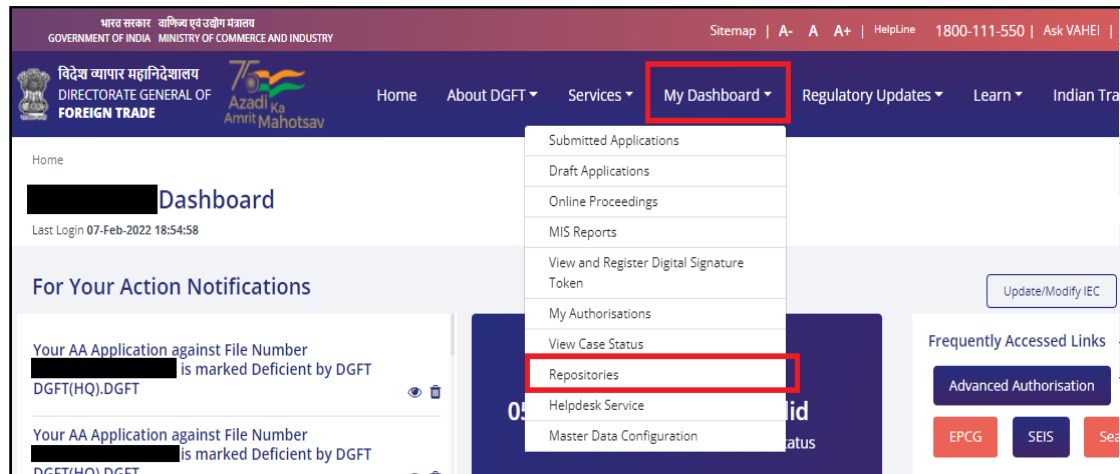 भारत सरकार वाणिज्य एवं उद्योग मंत्रालय
GOVERNMENT OF INDIA MINISTRY OF COMMERCE AND INDUSTRY
Sitemap | A- A A+ | HelpLine 1800-111-550 | Ask VAHEI |
विदेश व्यापार महानिदेशालय
DIRECTORATE GENERAL OF
FOREIGN TRADE
75
Azadi Ka
Amrit Mahotsav
Home About DGFT Services My Dashboard Regulatory Updates Learn Indian Tra
Submitted Applications
Draft Applications
Online Proceedings
MIS Reports
View and Register Digital Signature
Token
My Authorisations
View Case Status
Repositories
Helpdesk Service
Master Data Configuration
Home
Dashboard
Last Login 07-Feb-2022 18:54:58
For Your Action Notifications
Update/Modify IEC
Your AA Application against File Number
is marked Deficient by DGFT
DGFT(HQ).DGFT
Your AA Application against File Number
is marked Deficient by DGFT
DGFT(HQ).DGFT
lid
tatus
Frequently Accessed Links
Advanced Authorisation
EPCG SEIS Sea